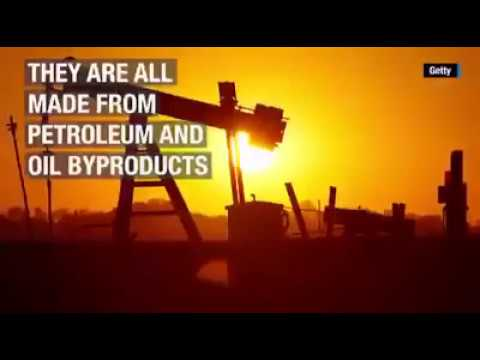 THEY ARE ALL
MADE FROM
PETROLEUM AND
OIL BYPRODUCTS
Getty